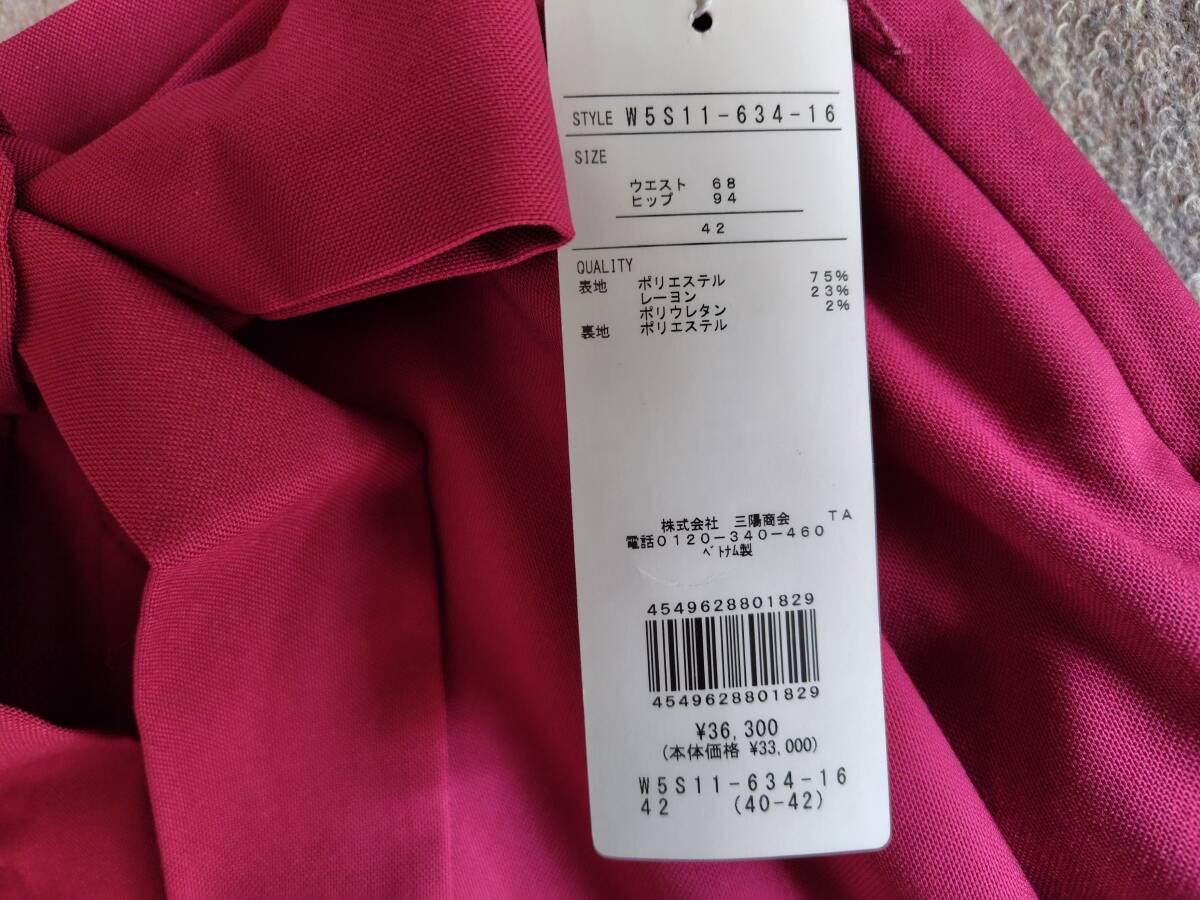 STYLE W5S11-634-16
SIZE
ウエスト 68
ヒップ 94
42
QUALITY
表地 ポリエステル 75%
レーヨン 23%
ポリウレタン 2%
裏地 ポリエステル
株式会社 三陽商会 TA
電話0120-340-460
ベトナム製
4549628801829
4549628801829
¥36,300
(本体価格 ¥33,000)
W5S11-634-16
42 (40-42)